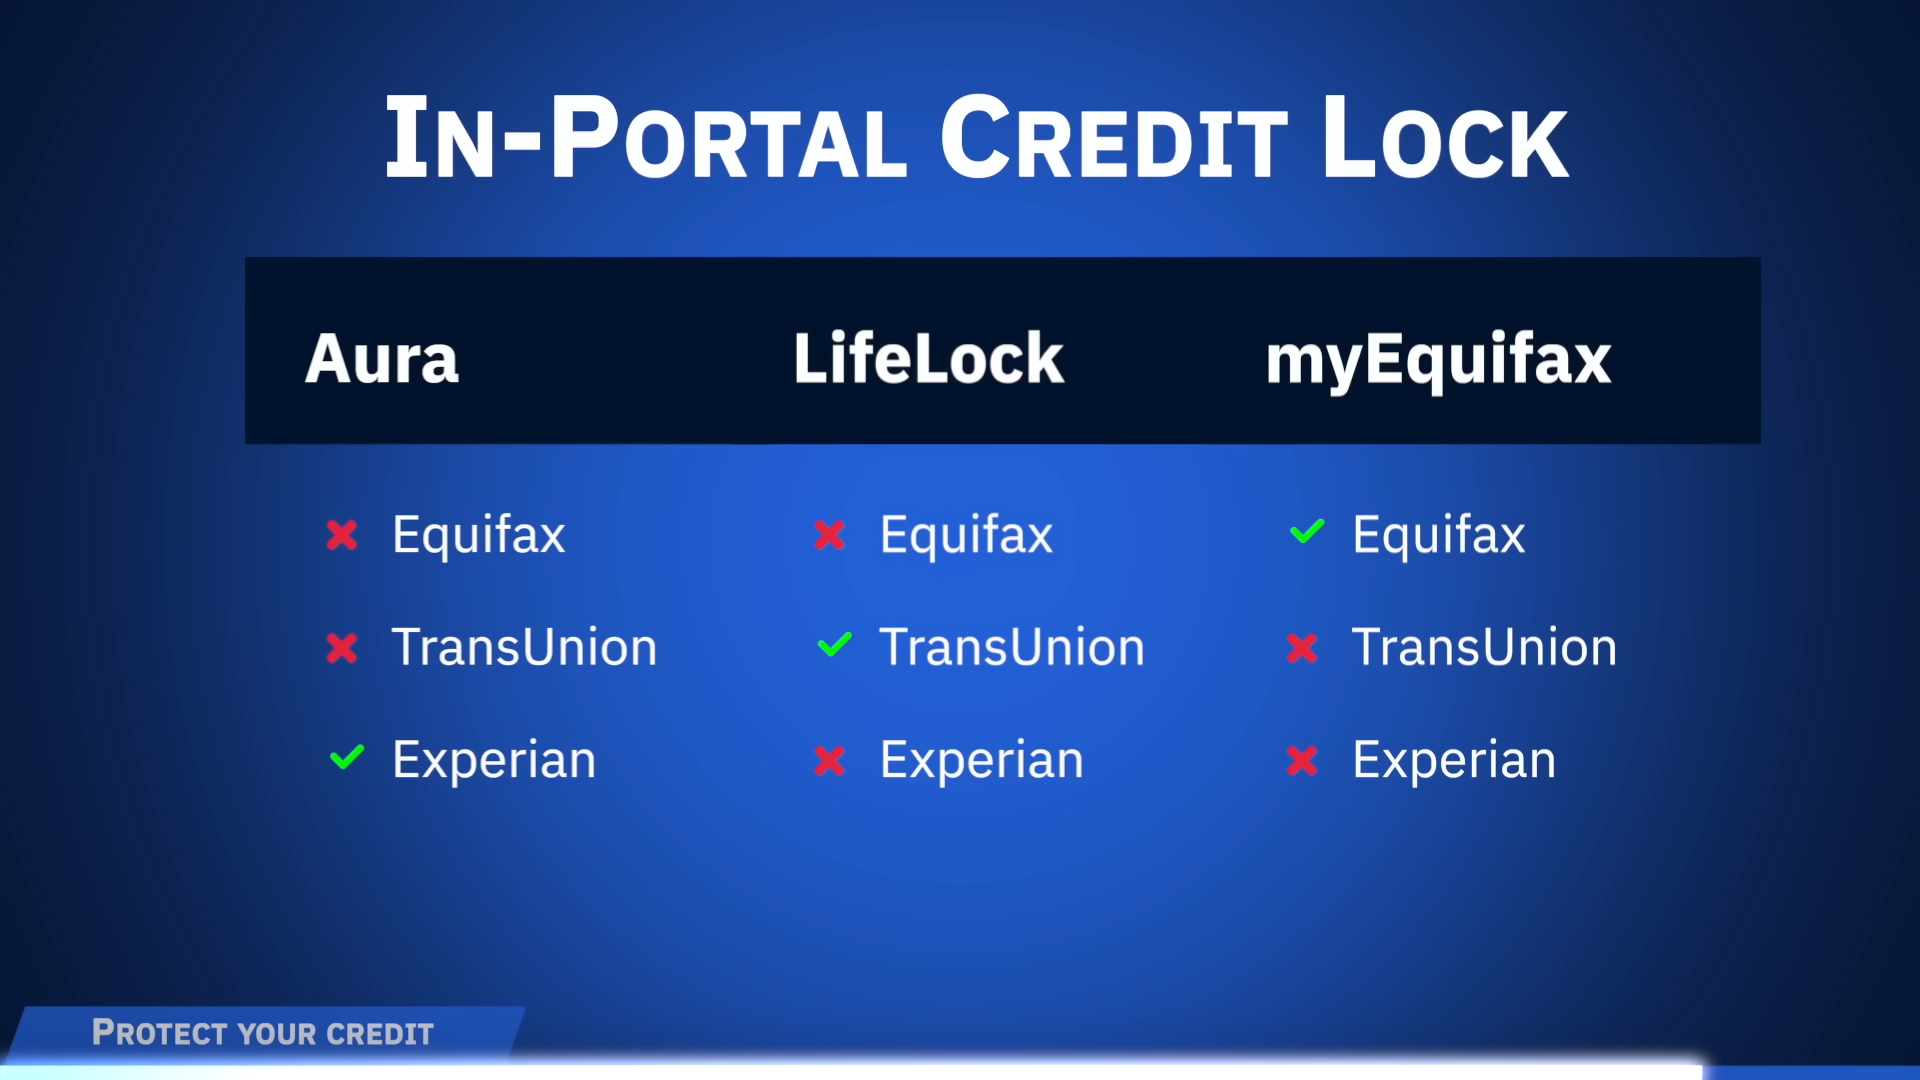 In-Portal Credit Lock
Aura LifeLock myEquifax
Equifax Equifax Equifax
TransUnion TransUnion TransUnion
Experian Experian Experian
Protect your credit